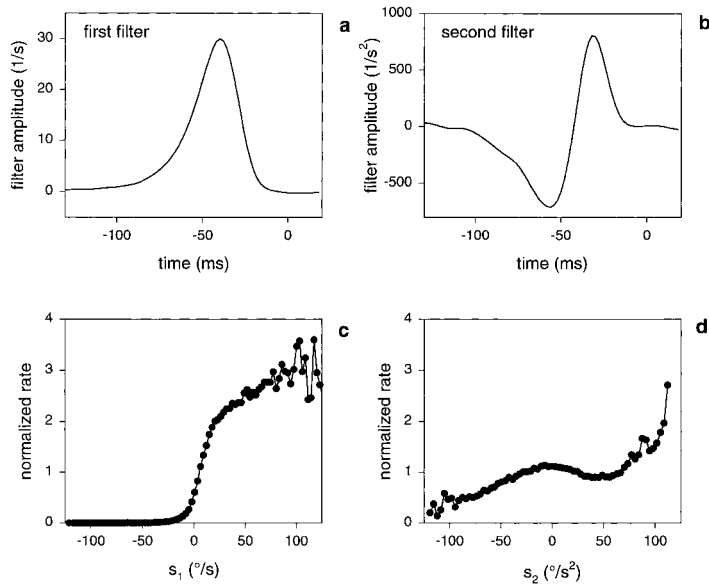 first filter
a
filter amplitude (1/s)
30
20
10
0
-100
-50
0
time (ms)
second filter
b
filter amplitude (1/s²)
1000
500
0
-500
-100
-50
0
time (ms)
c
normalized rate
4
3
2
1
0
-100
-50
0
50
100
s₁ (°/s)
d
normalized rate
4
3
2
1
0
-100
-50
0
50
100
s₂ (°/s²)